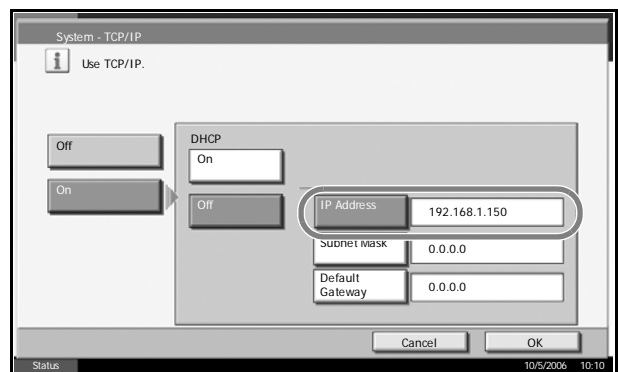 System - TCP/IP
i Use TCP/IP.
Off
On
DHCP
On
Off
IP Address 192.168.1.150
Subnet Mask 0.0.0.0
Default
Gateway 0.0.0.0
Cancel OK
Status 10/5/2006 10:10